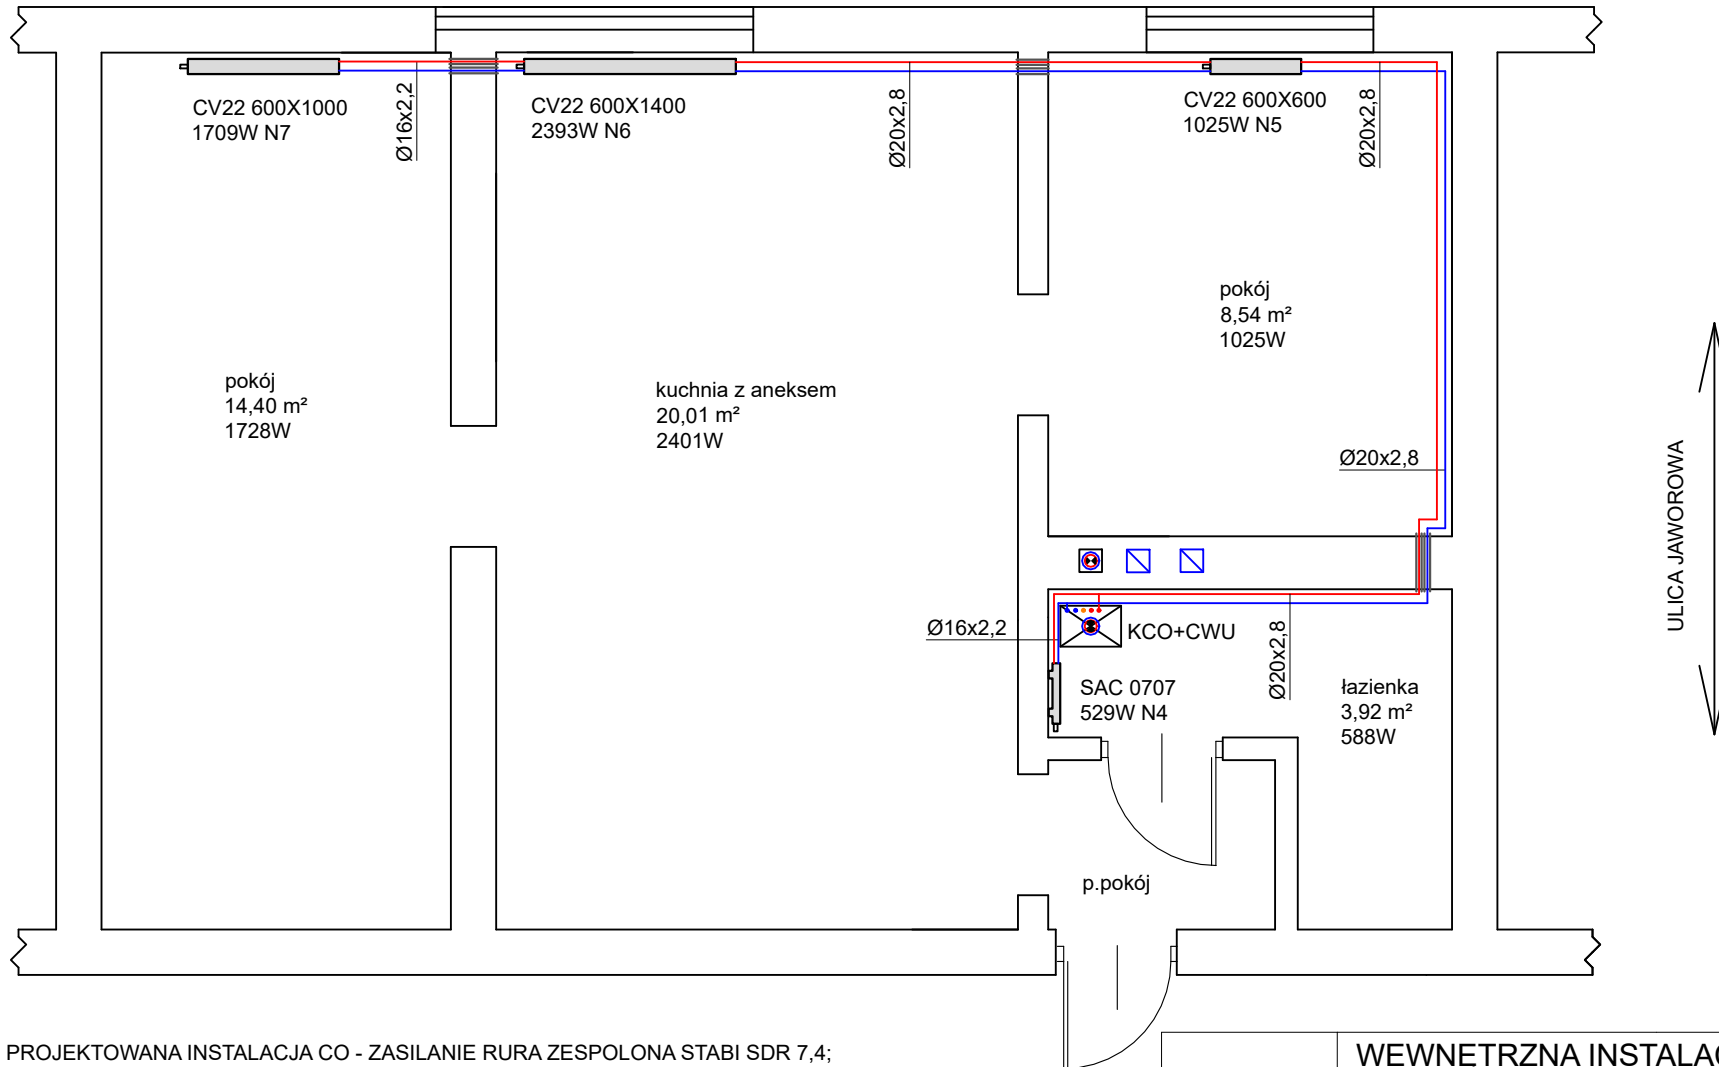 CV22 600X1000
1709W N7
Ø16x2,2
CV22 600X1400
2393W N6
Ø20x2,8
CV22 600X600
1025W N5
Ø20x2,8
pokój
8,54 m²
1025W
pokój
14,40 m²
1728W
kuchnia z aneksem
20,01 m²
2401W
Ø20x2,8
ULICA JAWOROWA
Ø16x2,2
KCO+CWU
Ø20x2,8
SAC 0707
529W N4
łazienka
3,92 m²
588W
p.pokój
PROJEKTOWANA INSTALACJA CO - ZASILANIE RURA ZESPOLONA STABI SDR 7,4;
WEWNĘTRZNA INSTALAC